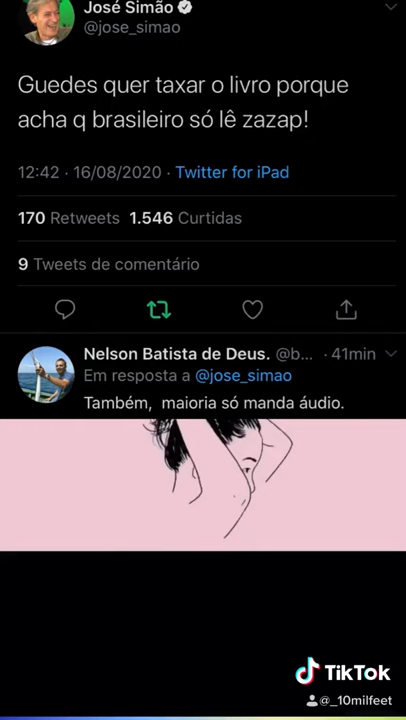 José Simão
@jose_simao
Guedes quer taxar o livro porque
acha q brasileiro só lê zazap!
12:42 · 16/08/2020 · Twitter for iPad
170 Retweets 1.546 Curtidas
9 Tweets de comentário
Nelson Batista de Deus. @b... · 41min
Em resposta a @jose_simao
Também, maioria só manda áudio.
TikTok
@_10milfeet